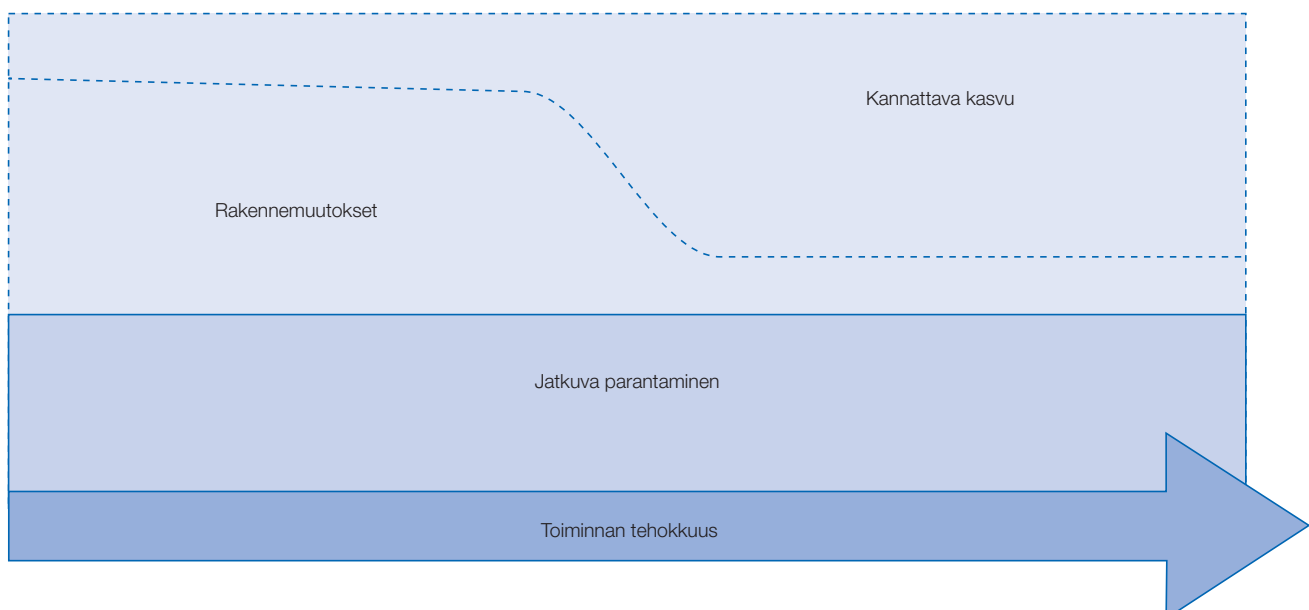 Kannattava kasvu
Rakennemuutokset
Jatkuva parantaminen
Toiminnan tehokkuus